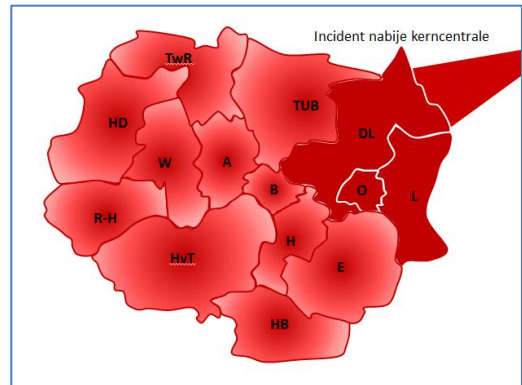 Incident nabije kerncentrale
TwR
TUB
HD
DL
W
A
B
O
L
R-H
H
HvT
E
HB